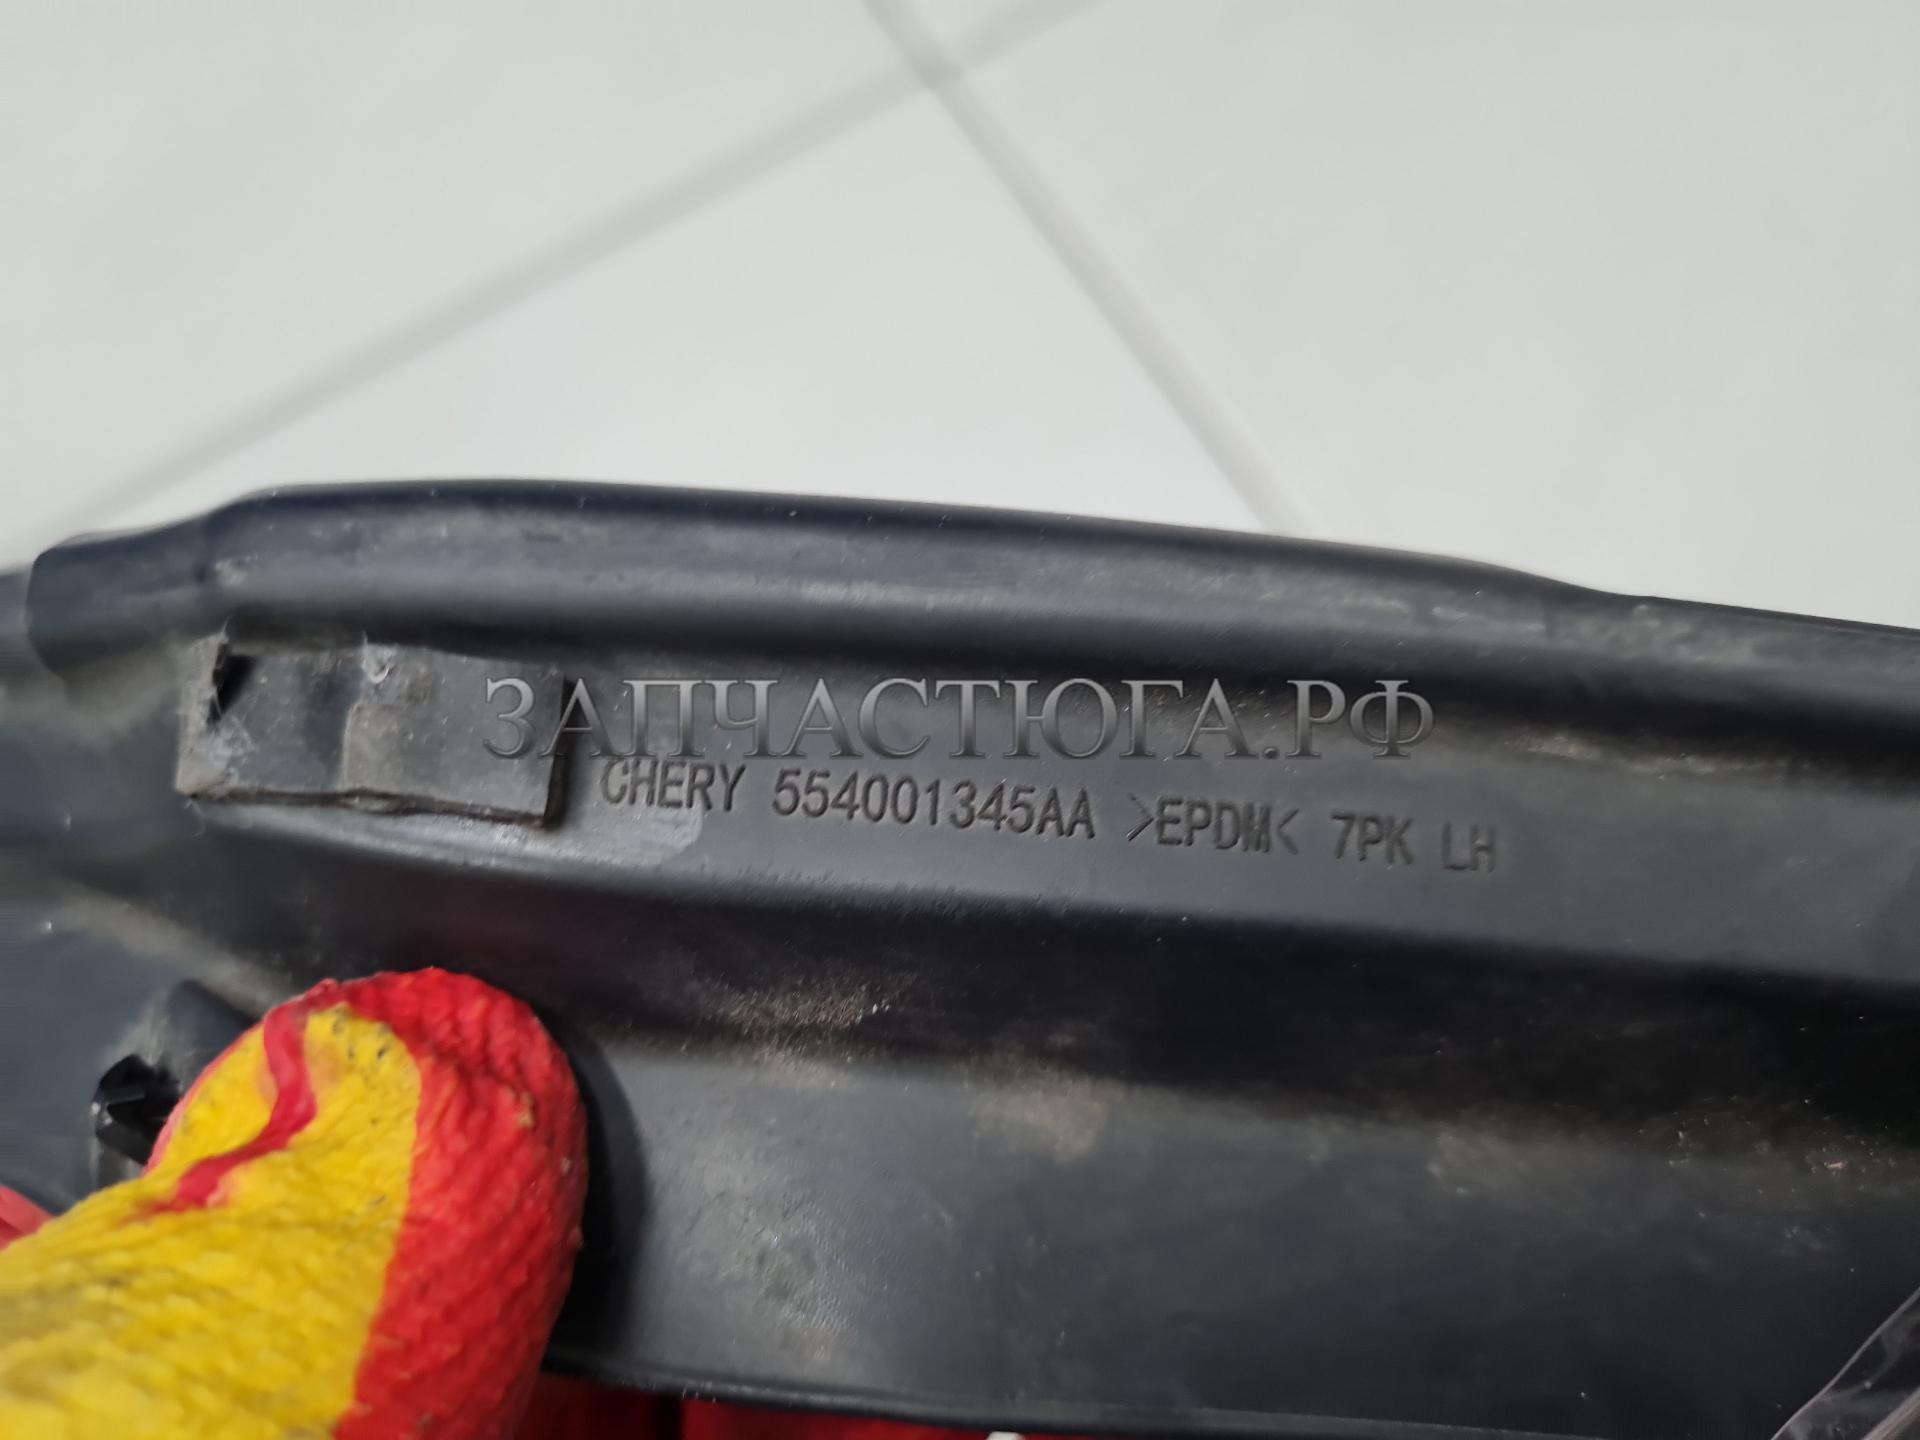 ЗАПЧАСТЮГА.РФ
CHERY 554001345AA >EPDM< 7PK LH